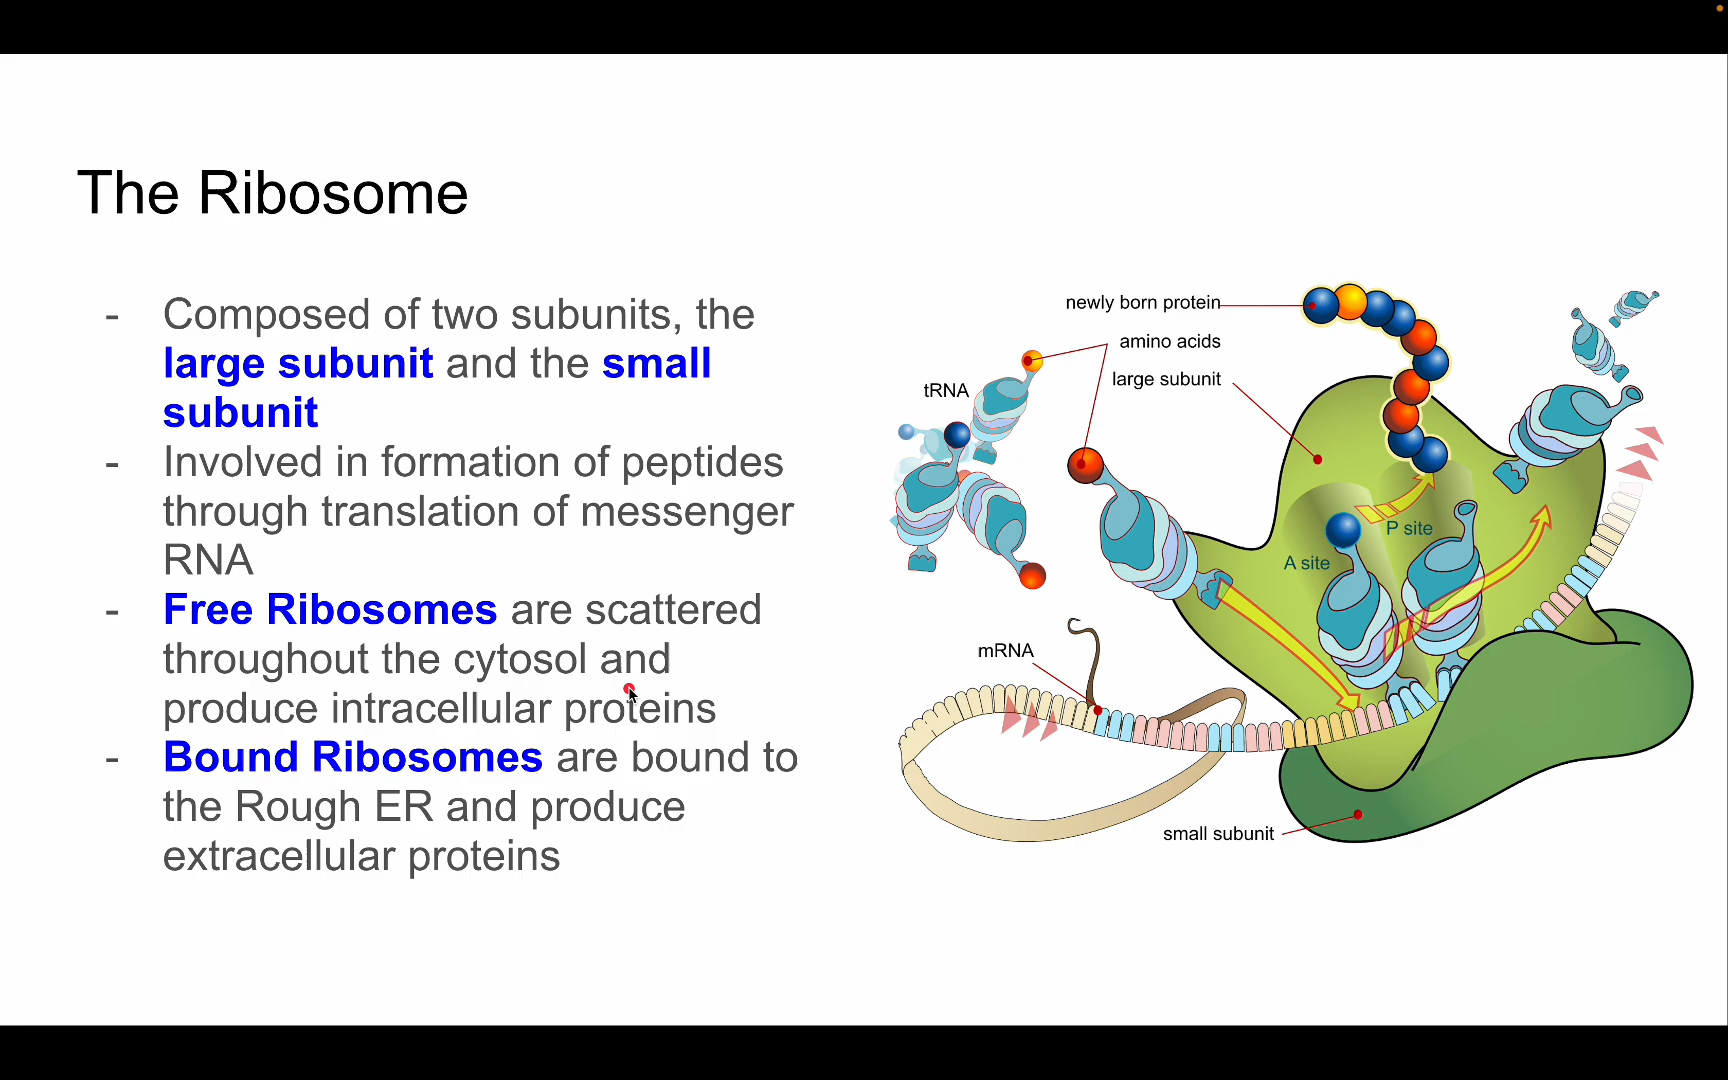 The Ribosome
- Composed of two subunits, the
large subunit and the small
subunit
- Involved in formation of peptides
through translation of messenger
RNA
- Free Ribosomes are scattered
throughout the cytosol and
produce intracellular proteins
- Bound Ribosomes are bound to
the Rough ER and produce
extracellular proteins
newly born protein
amino acids
large subunit
tRNA
P site
A site
mRNA
small subunit